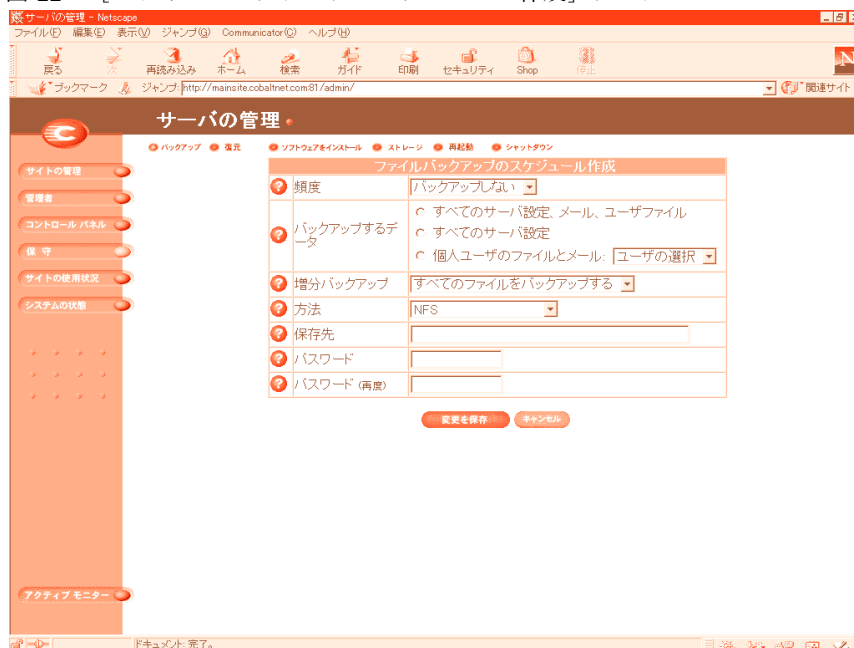 サーバの管理 - Netscape
ファイル(F) 編集(E) 表示(V) ジャンプ(G) Communicator(C) ヘルプ(H)
戻る 次 再読み込み ホーム 検索 ガイド 印刷 セキュリティ Shop 停止
ブックマーク ジャンプ: http://mainsite.cobaltnet.com:81/admin/ 関連サイト
サーバの管理
バックアップ 復元 ソフトウェアをインストール ストレージ 再起動 シャットダウン
サイトの管理
管理者
コントロール パネル
保 守
サイトの使用状況
システムの状態
アクティブ モニター
ファイルバックアップのスケジュール作成
頻度 バックアップしない
バックアップするデータ
すべてのサーバ設定、メール、ユーザファイル
すべてのサーバ設定
個人ユーザのファイルとメール: ユーザの選択
増分バックアップ すべてのファイルをバックアップする
方法 NFS
保存先
パスワード
パスワード (再度)
変更を保存 キャンセル
ドキュメント: 完了。